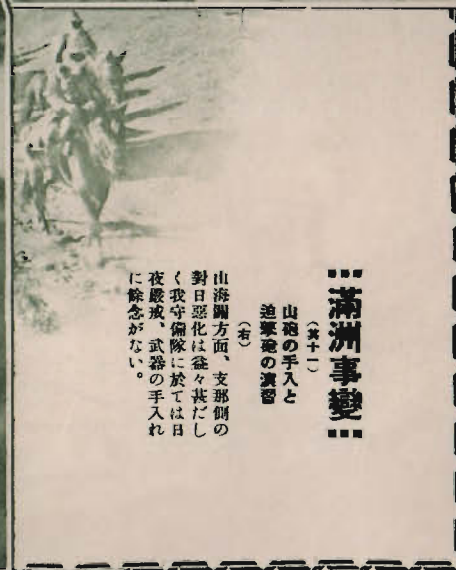 滿洲事變
(其十一)
山砲の手入と
迫擊砲の演習
(右)
山海關方面、支那側の
對日惡化は益々甚だし
く我守備隊に於ては日
夜嚴戒、武器の手入れ
に餘念がない。